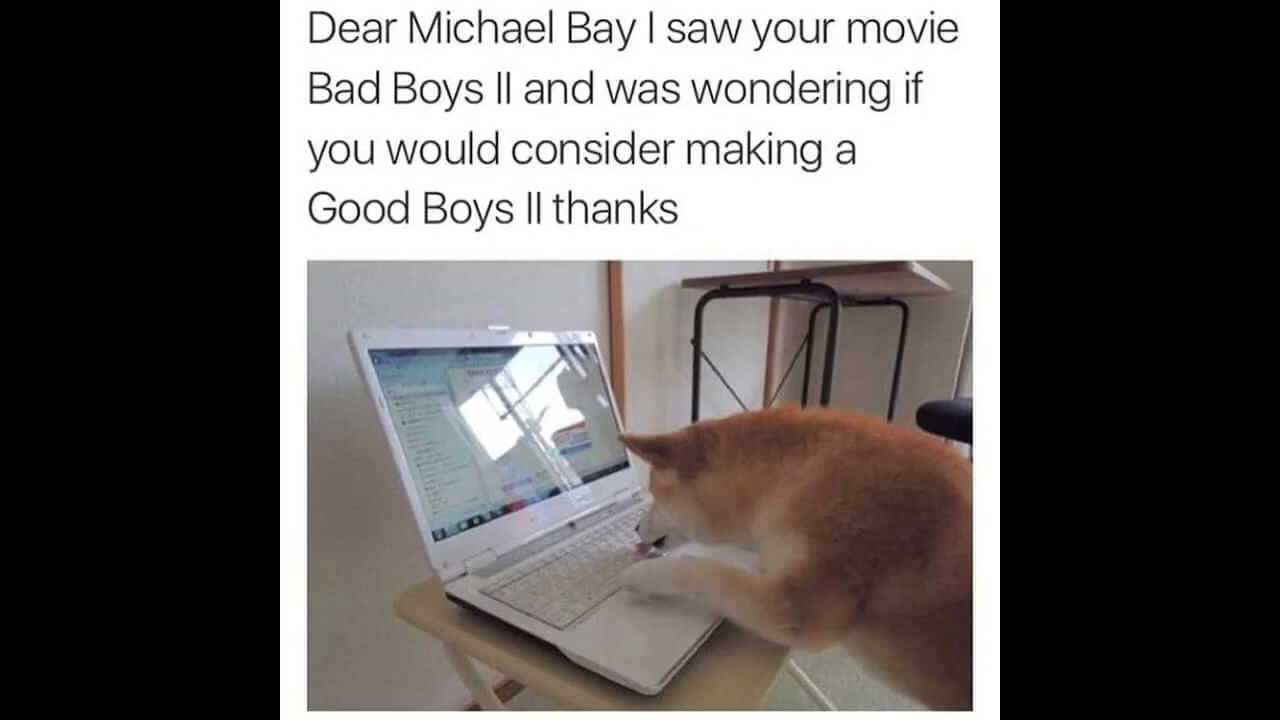 Dear Michael Bay I saw your movie
Bad Boys II and was wondering if
you would consider making a
Good Boys II thanks